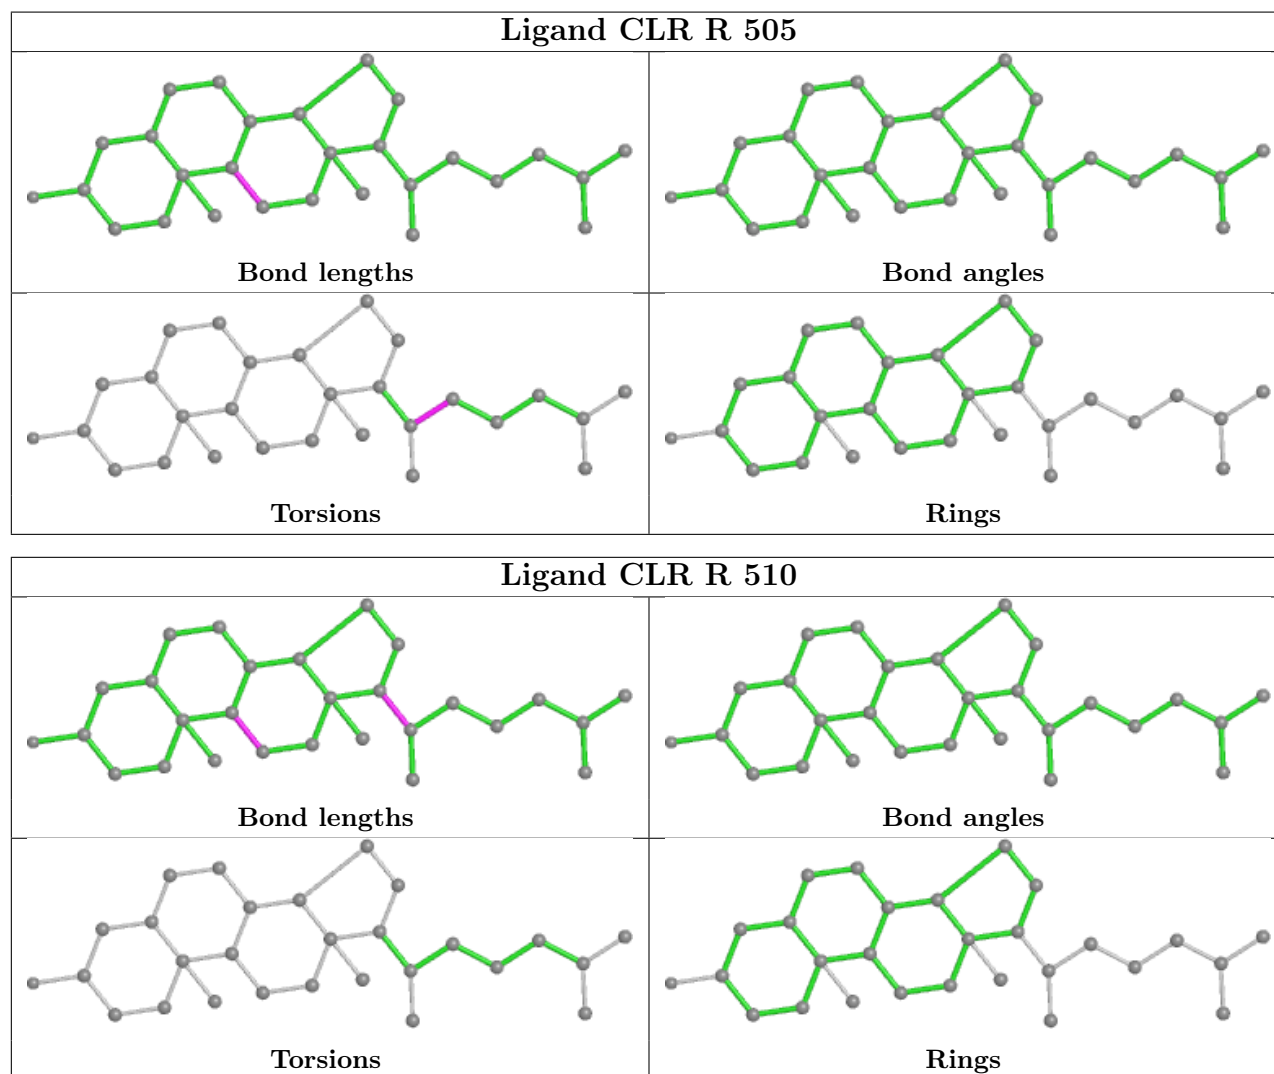 Ligand CLR R 505
Bond lengths
Bond angles
Torsions
Rings
Ligand CLR R 510
Bond lengths
Bond angles
Torsions
Rings